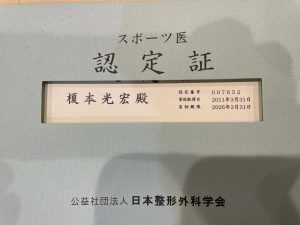 スポーツ医
認定証
榎本光宏殿
認定番号 007652
資格取得日 2011年3月31日
有効期限 2026年3月31日
公益社団法人 日本整形外科学会